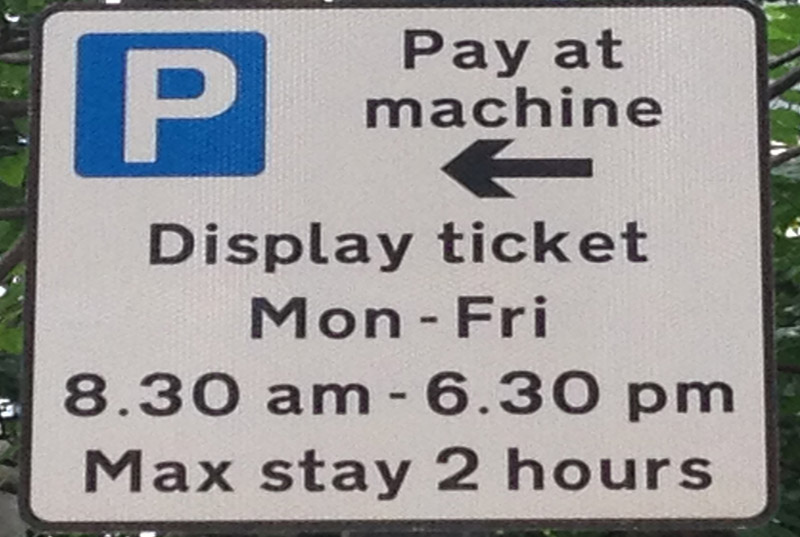 P
Pay at
machine
Display ticket
Mon - Fri
8.30 am - 6.30 pm
Max stay 2 hours